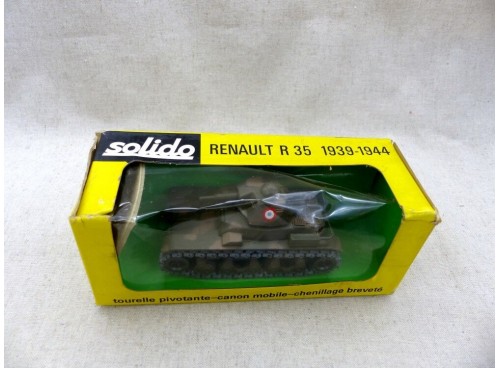 solido
RENAULT R 35 1939-1944
tourelle pivotante-canon mobile-chenillage breveté